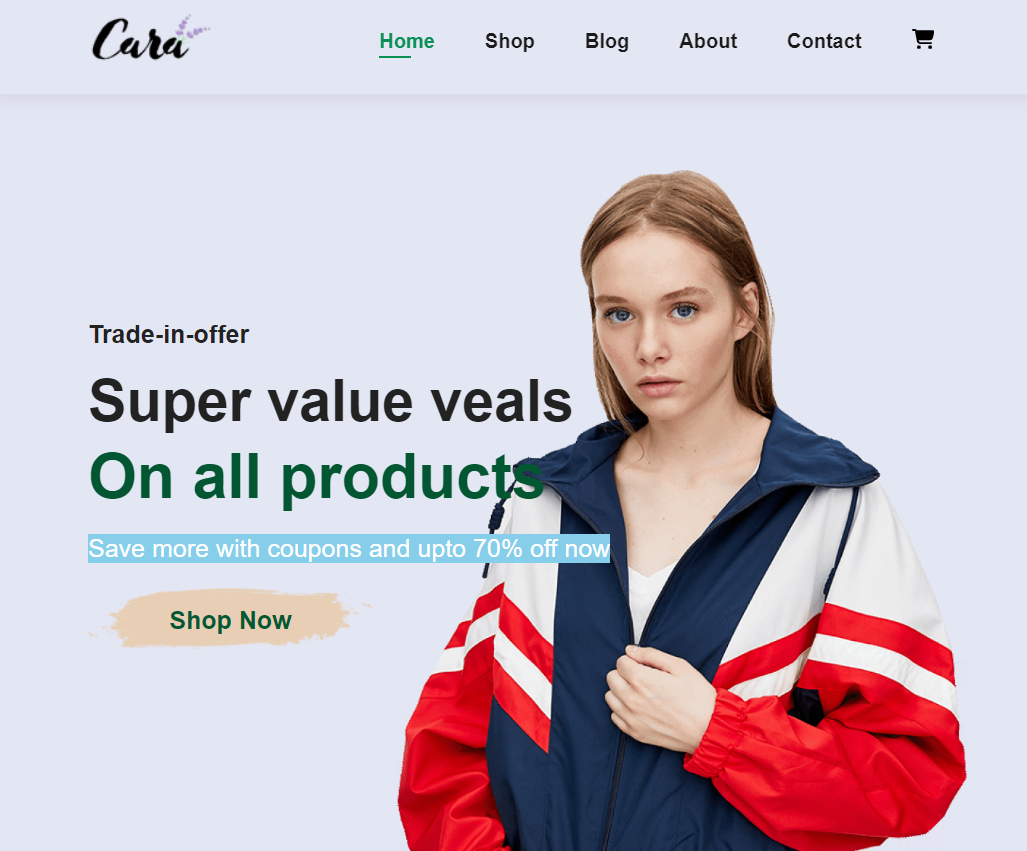 Cara
Home Shop Blog About Contact
Trade-in-offer
Super value veals
On all products
Save more with coupons and upto 70% off now
Shop Now